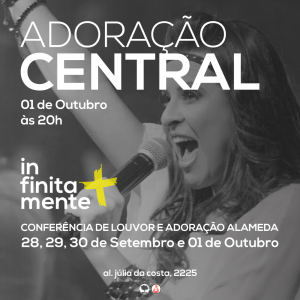 ADORAÇÃO
CENTRAL
01 de Outubro
às 20h
in
finita
mente+
CONFERÊNCIA DE LOUVOR E ADORAÇÃO ALAMEDA
28, 29, 30 de Setembro e 01 de Outubro
al. júlia da costa, 2225